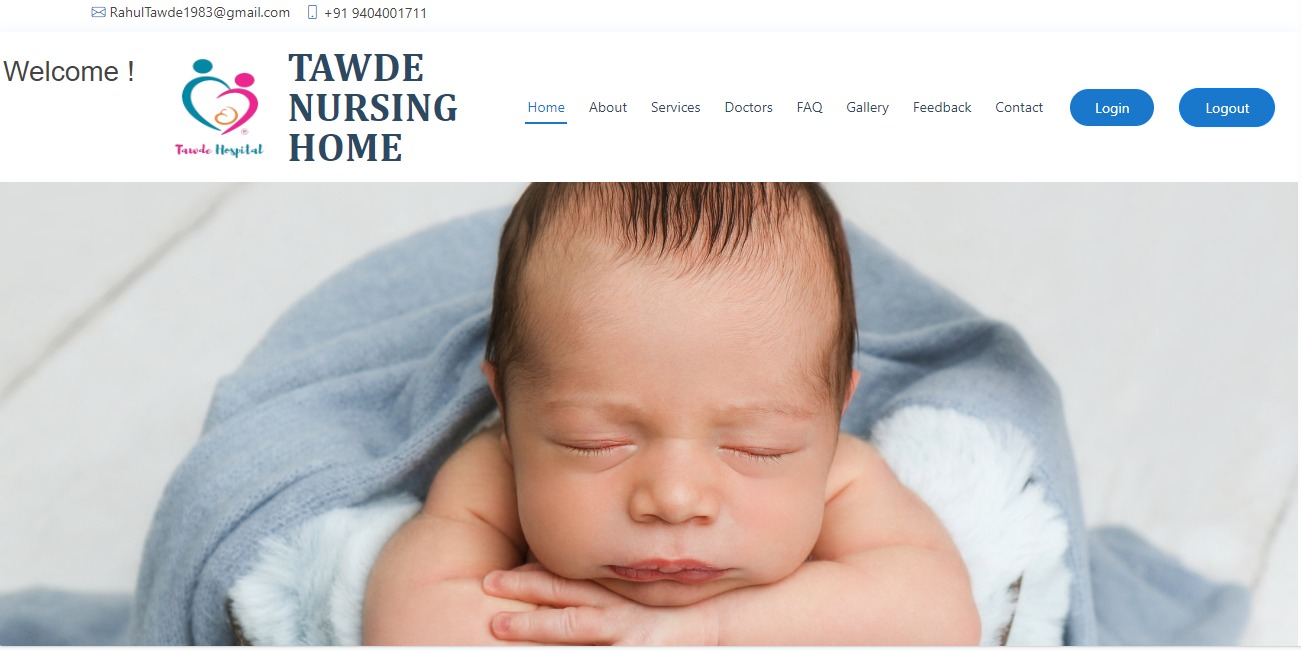 RahulTawde1983@gmail.com +91 9404001711
Welcome !
Tawde Hospital
®
TAWDE
NURSING
HOME
Home About Services Doctors FAQ Gallery Feedback Contact Login Logout